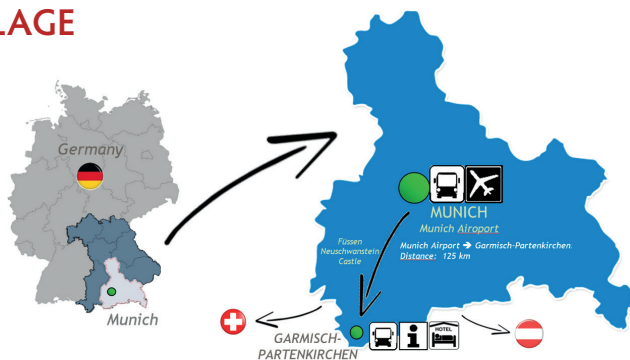 LAGE
Germany
Munich
MUNICH
Munich Airoport
Munich Airport ➔ Garmisch-Partenkirchen
Distance: 125 km
Füssen
Neuschwanstein
Castle
HOTEL
GARMISCH-
PARTENKIRCHEN